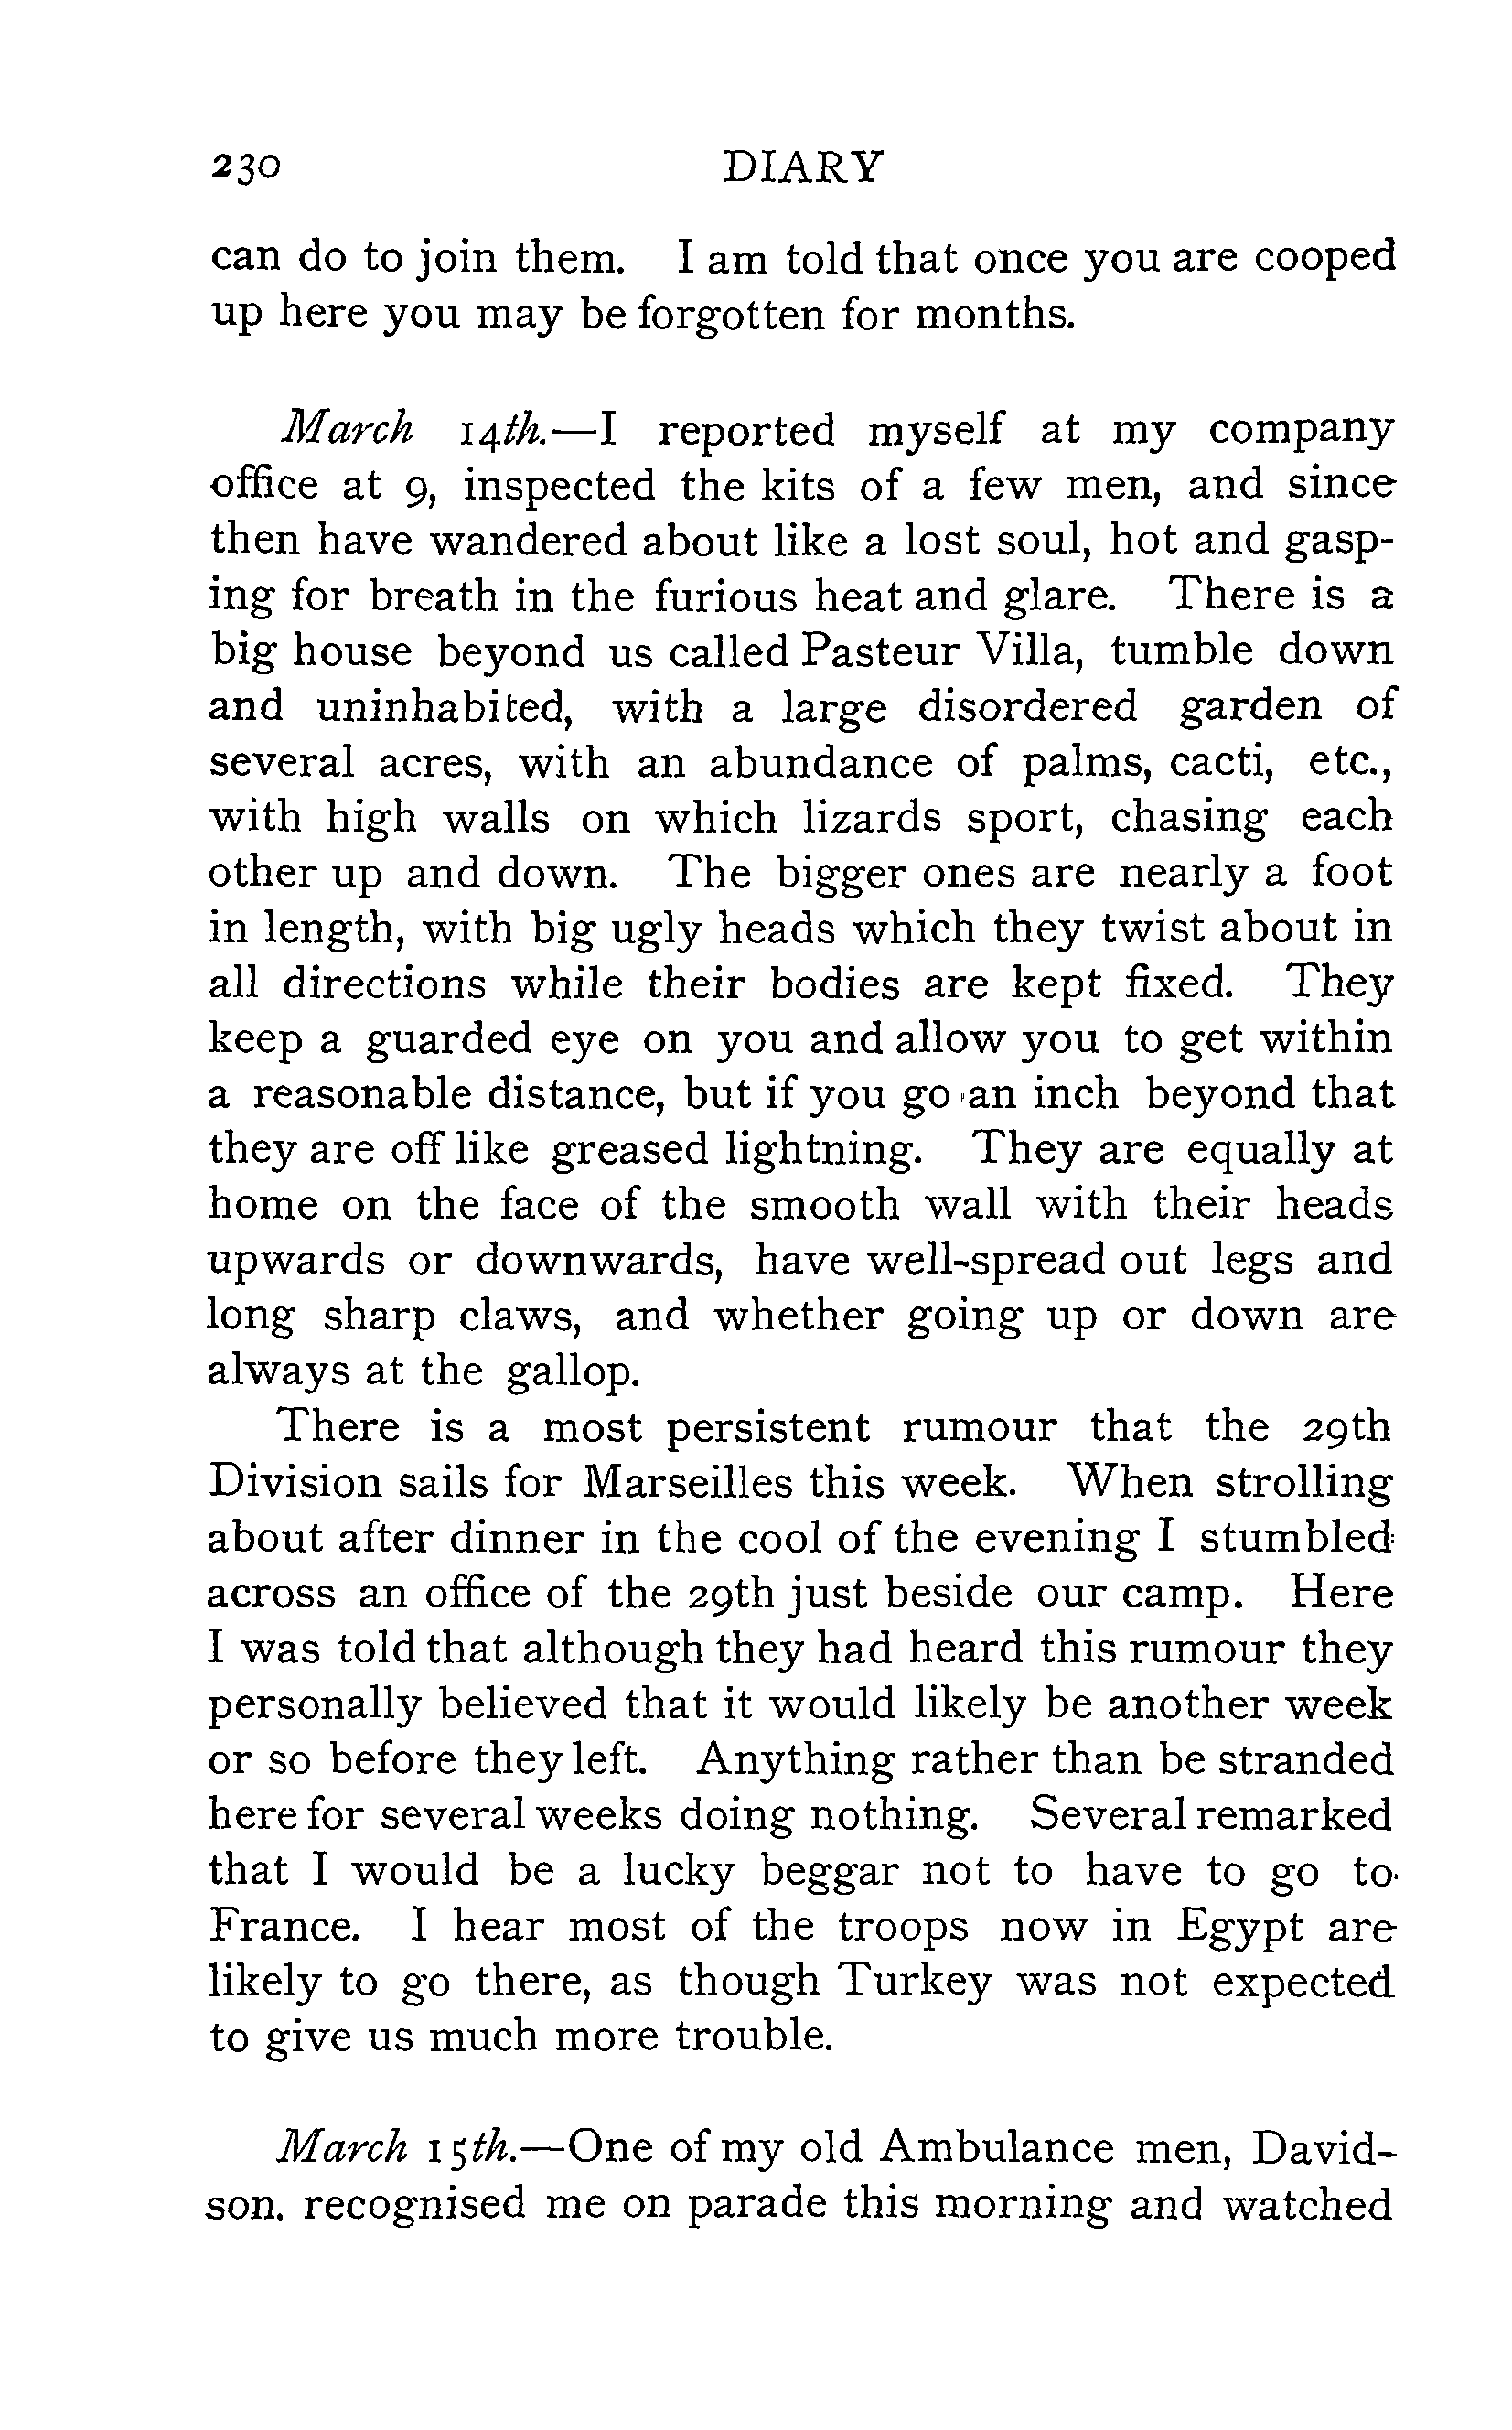 230 DIARY
can do to join them. I am told that once you are cooped
up here you may be forgotten for months.
March 14th.—I reported myself at my company
office at 9, inspected the kits of a few men, and since
then have wandered about like a lost soul, hot and gasp-
ing for breath in the furious heat and glare. There is a
big house beyond us called Pasteur Villa, tumble down
and uninhabited, with a large disordered garden of
several acres, with an abundance of palms, cacti, etc.,
with high walls on which lizards sport, chasing each
other up and down. The bigger ones are nearly a foot
in length, with big ugly heads which they twist about in
all directions while their bodies are kept fixed. They
keep a guarded eye on you and allow you to get within
a reasonable distance, but if you go an inch beyond that
they are off like greased lightning. They are equally at
home on the face of the smooth wall with their heads
upwards or downwards, have well-spread out legs and
long sharp claws, and whether going up or down are
always at the gallop.
There is a most persistent rumour that the 29th
Division sails for Marseilles this week. When strolling
about after dinner in the cool of the evening I stumbled
across an office of the 29th just beside our camp. Here
I was told that although they had heard this rumour they
personally believed that it would likely be another week
or so before they left. Anything rather than be stranded
here for several weeks doing nothing. Several remarked
that I would be a lucky beggar not to have to go to
France. I hear most of the troops now in Egypt are
likely to go there, as though Turkey was not expected
to give us much more trouble.
March 15th.—One of my old Ambulance men, David-
son, recognised me on parade this morning and watched